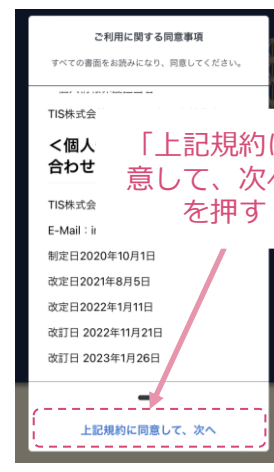 ご利用に関する同意事項
すべての書面をお読みになり、同意してください。
TIS株式会
<個人
合わせ
「上記規約に
意して、次へ
を押す
TIS株式会
E-Mail：
制定日2020年10月1日
改定日2021年8月5日
改定日2022年1月11日
改訂日 2022年11月21日
改訂日 2023年1月26日
上記規約に同意して、次へ